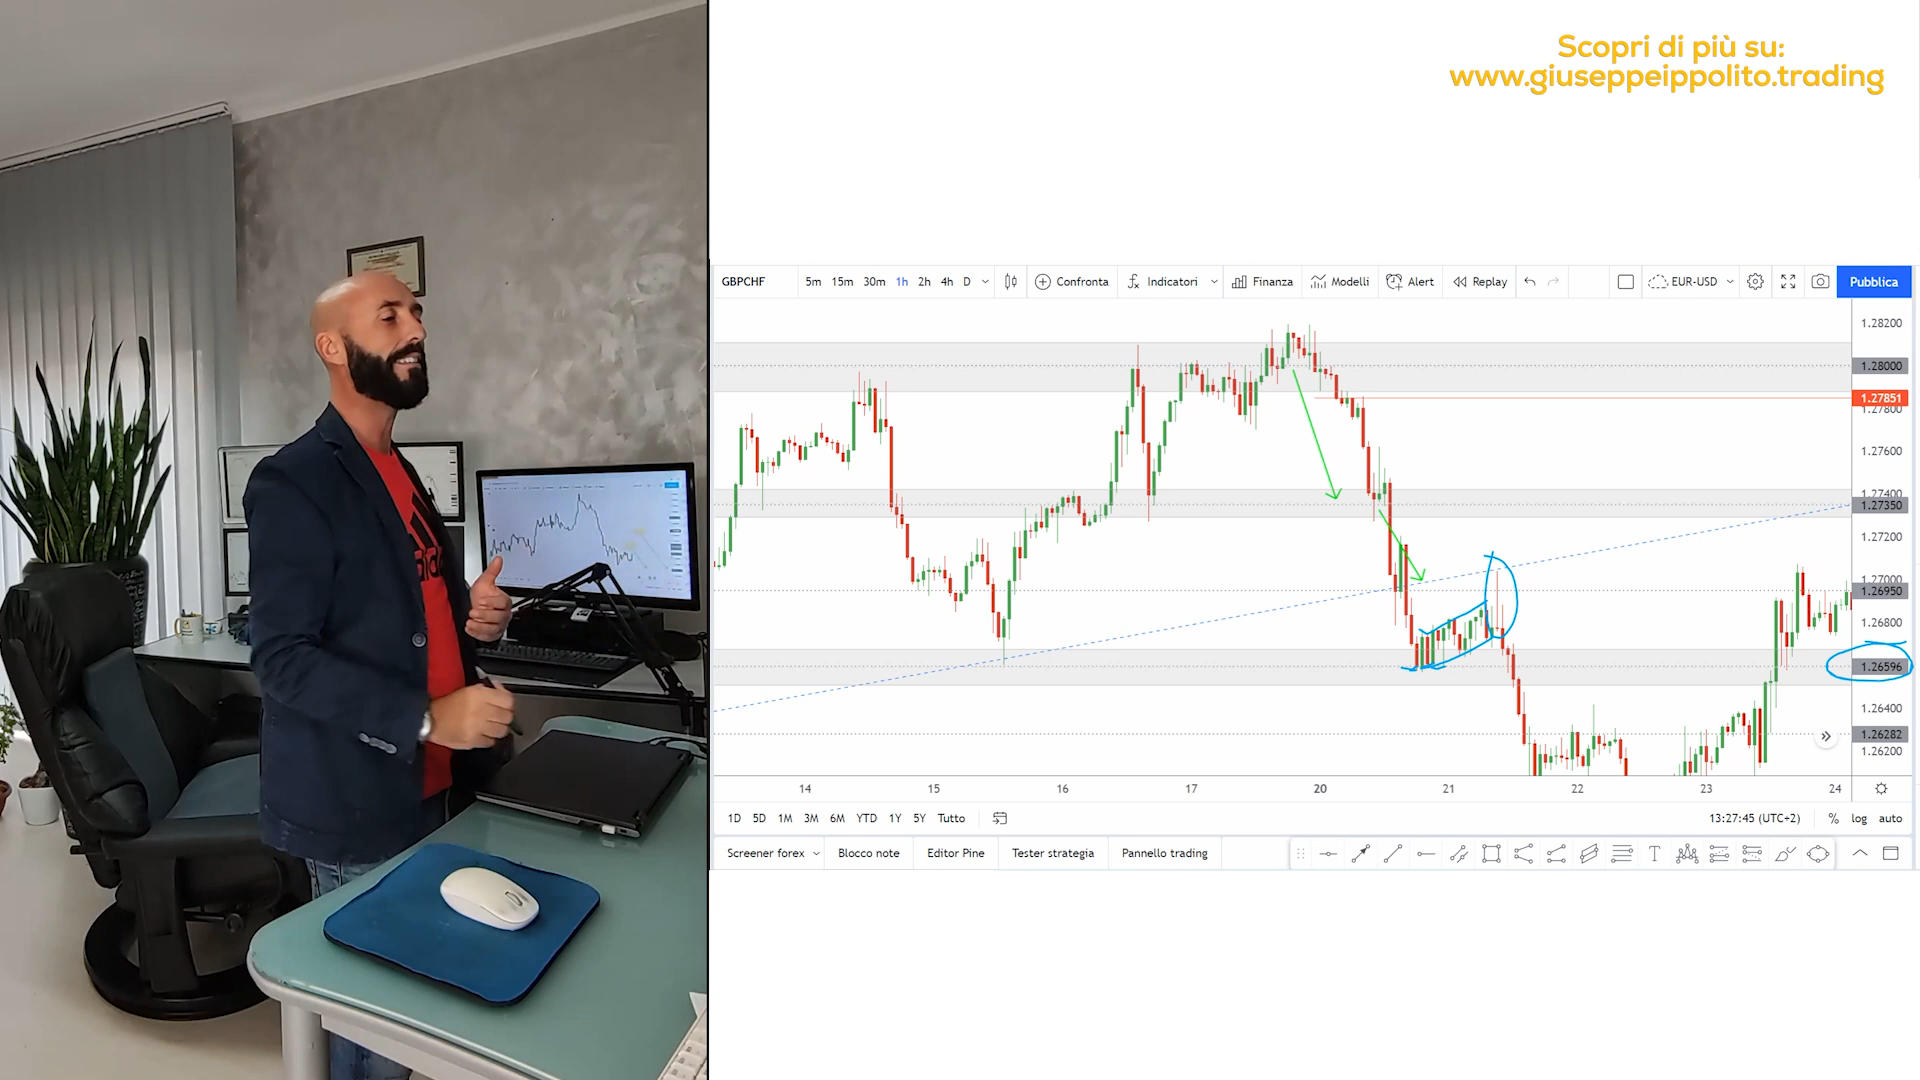 Scopri di più su:
www.giuseppeippolito.trading
GBPCHF 5m 15m 30m 1h 2h 4h D Confronta Indicatori Finanza Modelli Alert Replay EUR-USD Pubblica
1.28200
1.28000
1.27851
1.27800
1.27600
1.27400
1.27350
1.27200
1.27000
1.26950
1.26800
1.26596
1.26400
1.26282
1.26200
14 15 16 17 20 21 22 23 24
1D 5D 1M 3M 6M YTD 1Y 5Y Tutto 13:27:45 (UTC+2) % log auto
Screener forex Blocco note Editor Pine Tester strategia Pannello trading